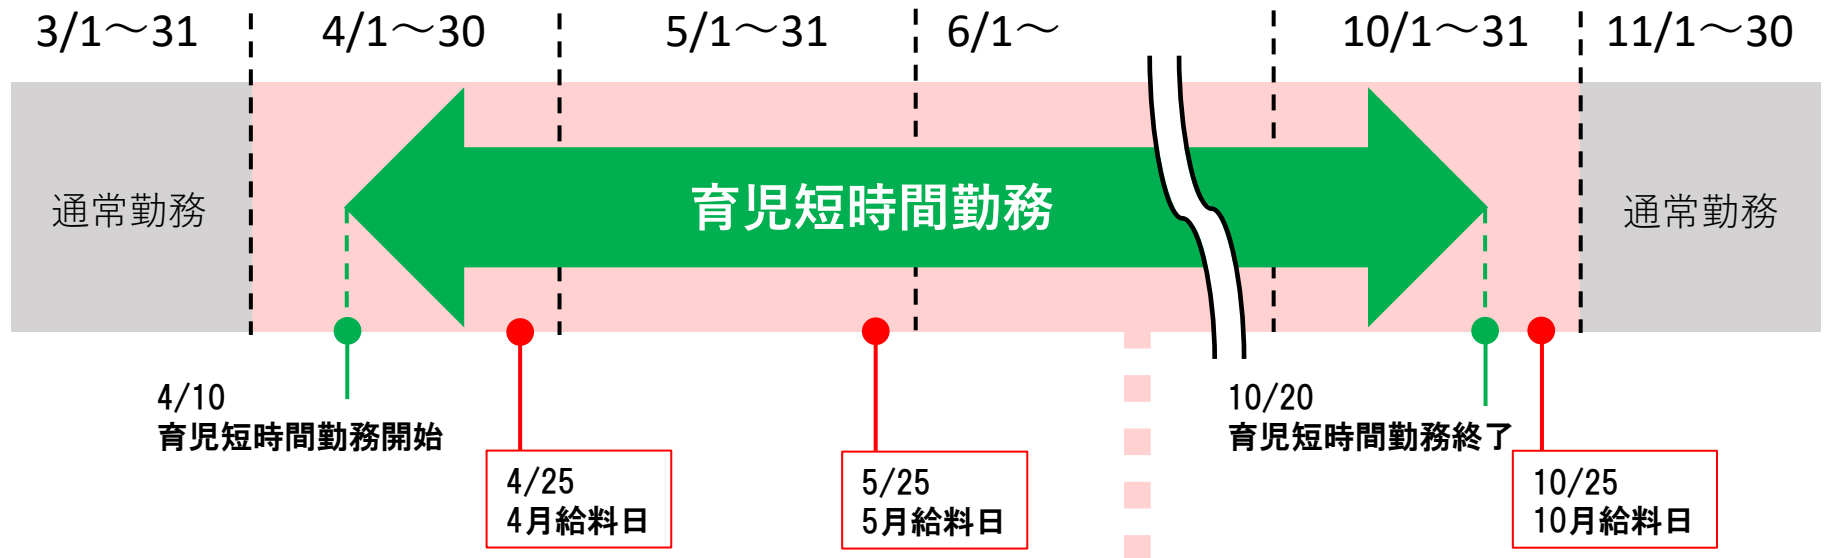 3/1～31
4/1～30
5/1～31
6/1～
10/1～31
11/1～30
通常勤務
育児短時間勤務
通常勤務
4/10
育児短時間勤務開始
10/20
育児短時間勤務終了
4/25
4月給料日
5/25
5月給料日
10/25
10月給料日